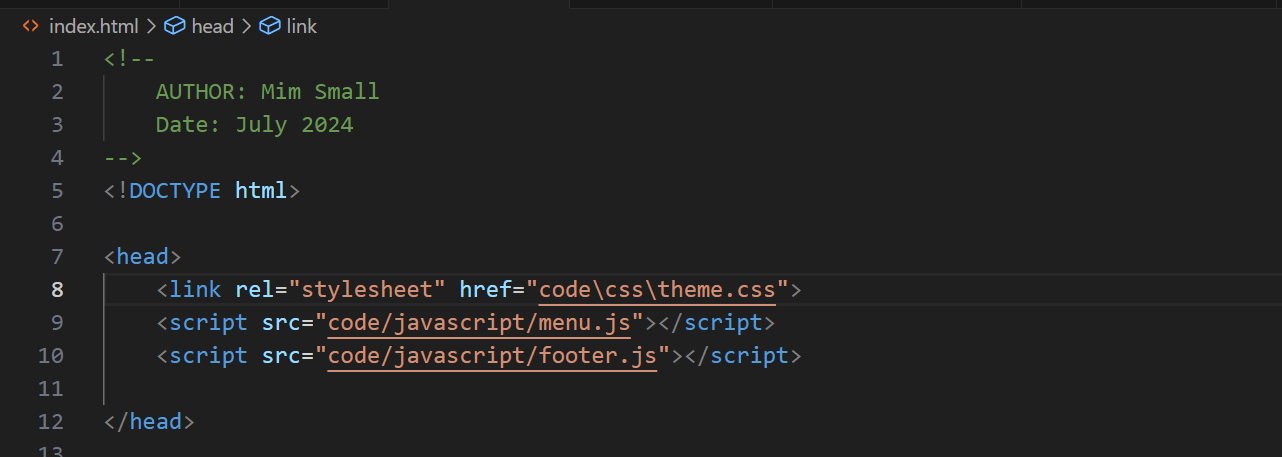 index.html > head > link
1 <!--
2 AUTHOR: Mim Small
3 Date: July 2024
4 -->
5 <!DOCTYPE html>
6
7 <head>
8 <link rel="stylesheet" href="code\css\theme.css">
9 <script src="code/javascript/menu.js"></script>
10 <script src="code/javascript/footer.js"></script>
11
12 </head>
13